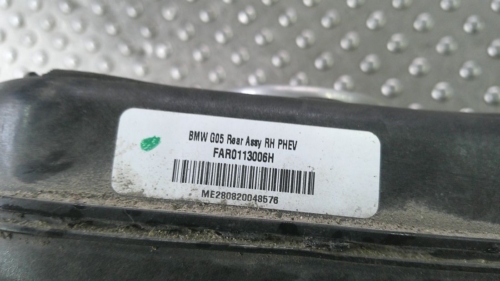 BMW G05 Rear Assy RH PHEV
FAR0113006H
ME280820048576